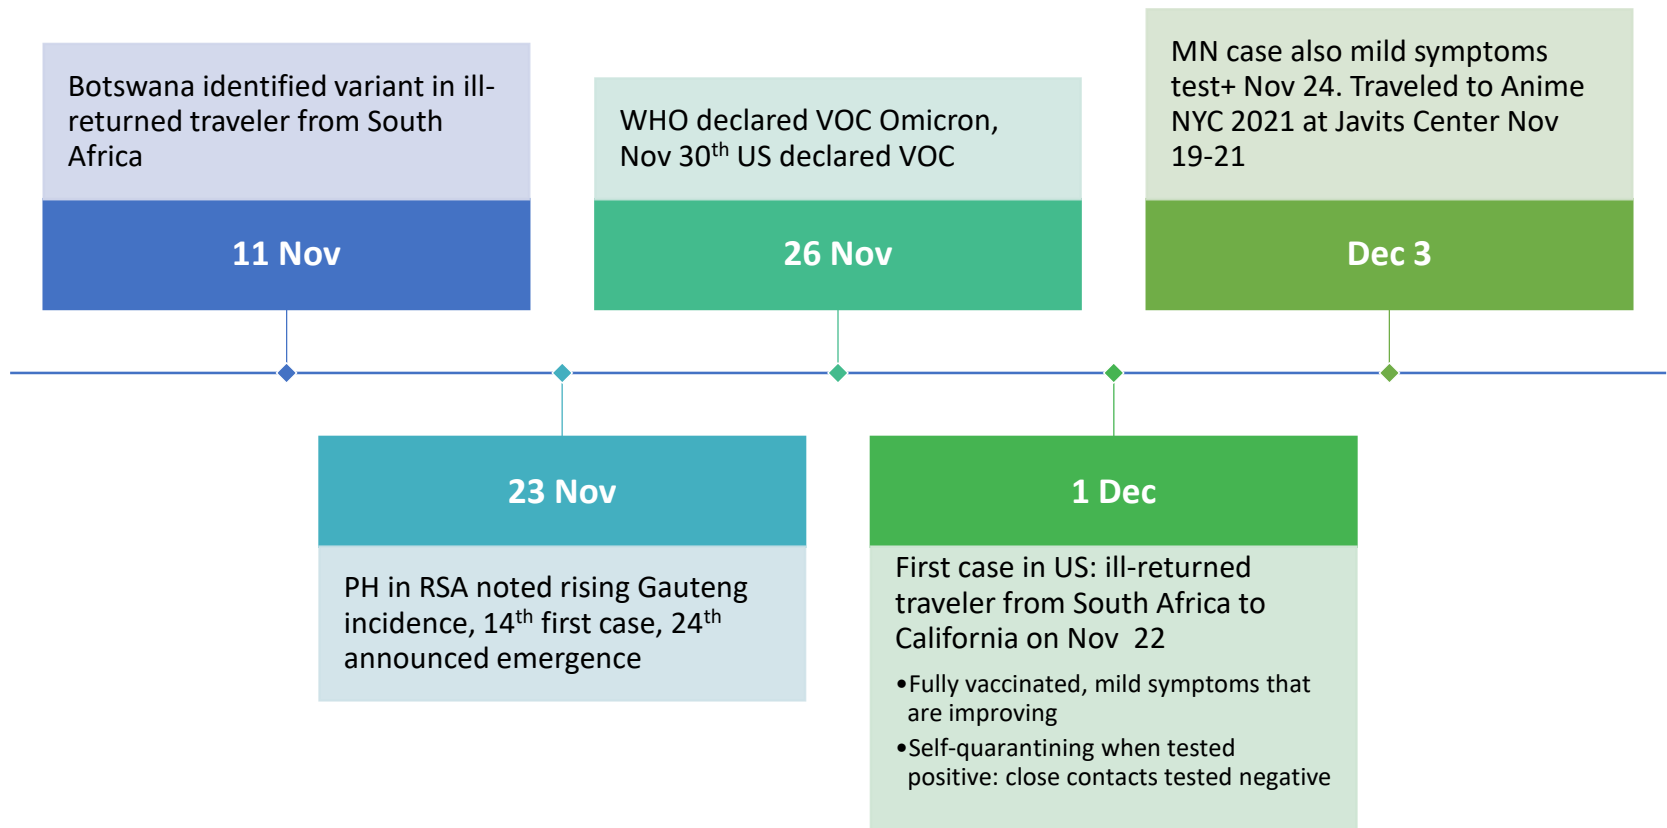 Botswana identified variant in ill-
returned traveler from South
Africa
11 Nov
PH in RSA noted rising Gauteng
incidence, 14th first case, 24th
announced emergence
23 Nov
WHO declared VOC Omicron,
Nov 30th US declared VOC
26 Nov
1 Dec
First case in US: ill-returned
traveler from South Africa to
California on Nov  22
•Fully vaccinated, mild symptoms that
are improving
•Self-quarantining when tested
positive: close contacts tested negative
MN case also mild symptoms
test+ Nov 24. Traveled to Anime
NYC 2021 at Javits Center Nov
19-21
Dec 3